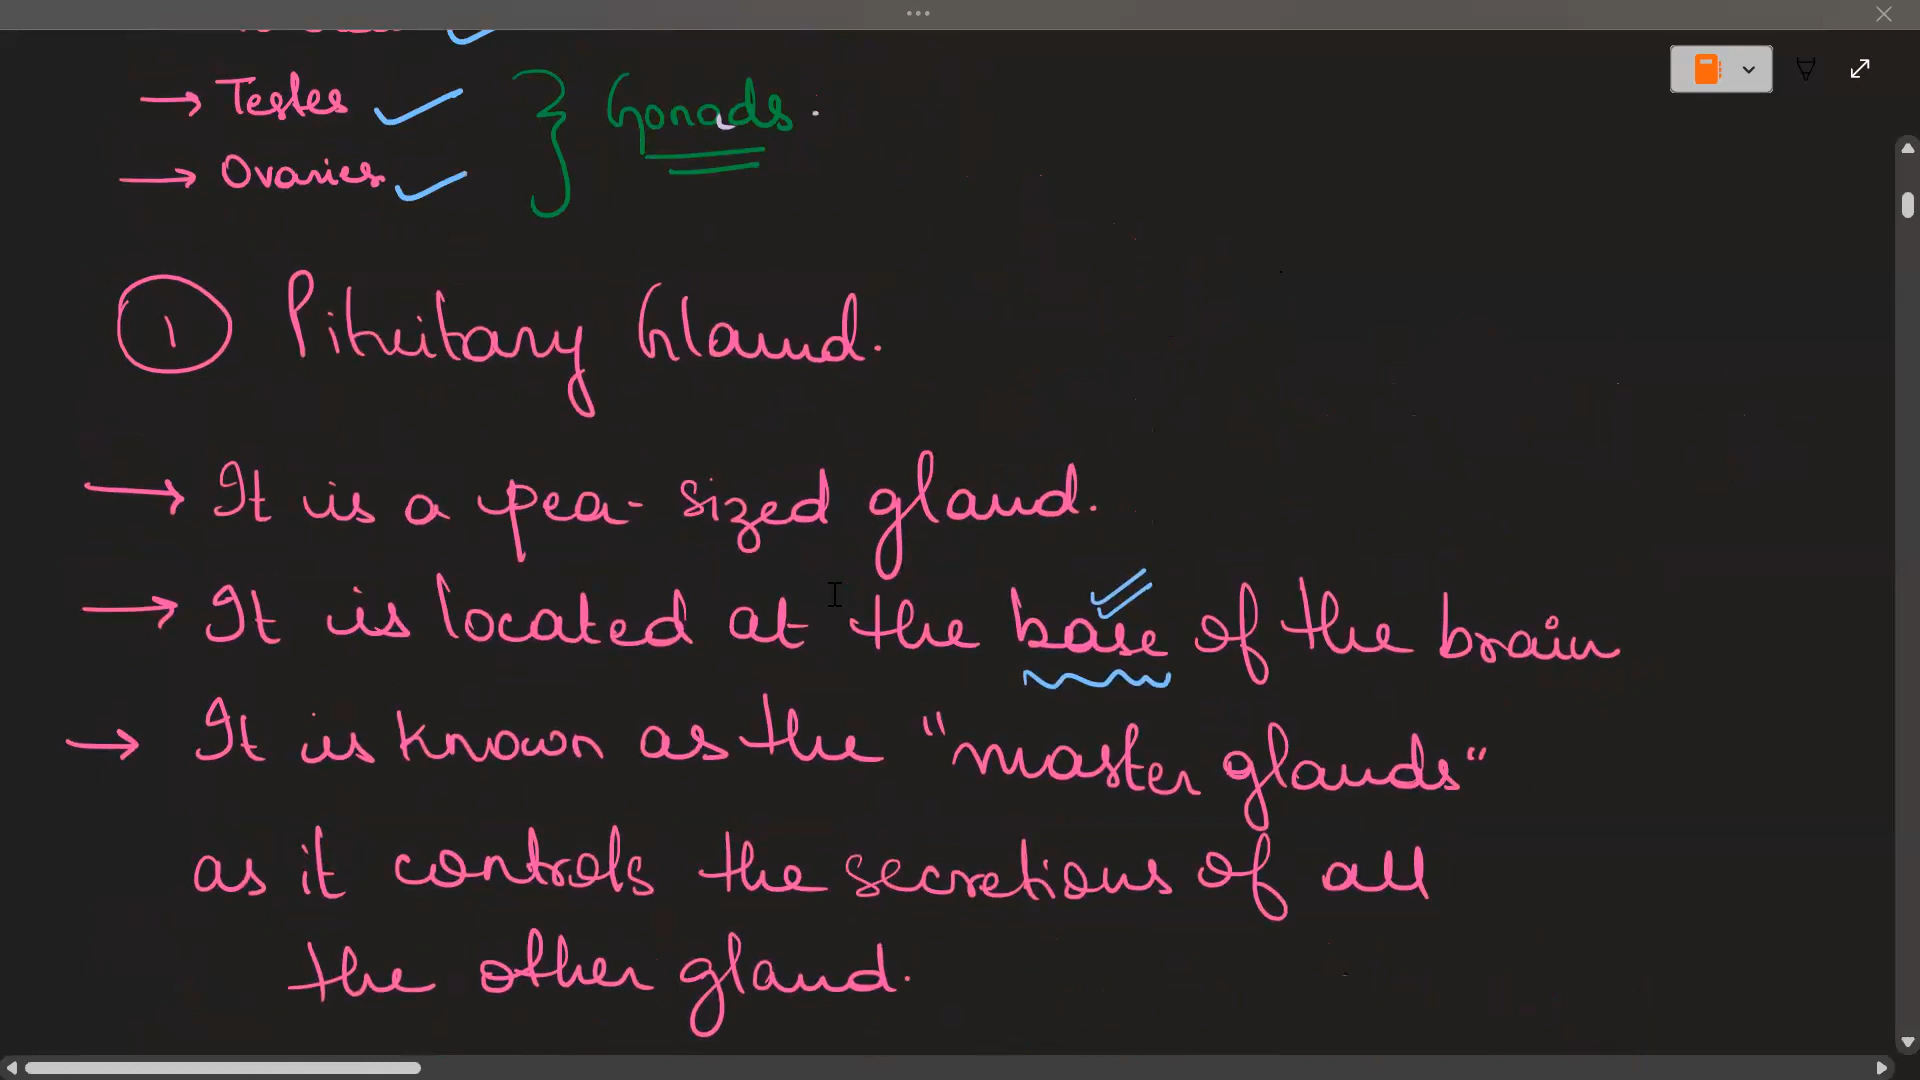 → Testes
Gonads.
→ Ovaries
1 Pituitary Gland.
→ It is a pea-sized gland.
→ It is located at the base of the brain
→ It is known as the "master glands"
as it controls the secretions of all
the other gland.